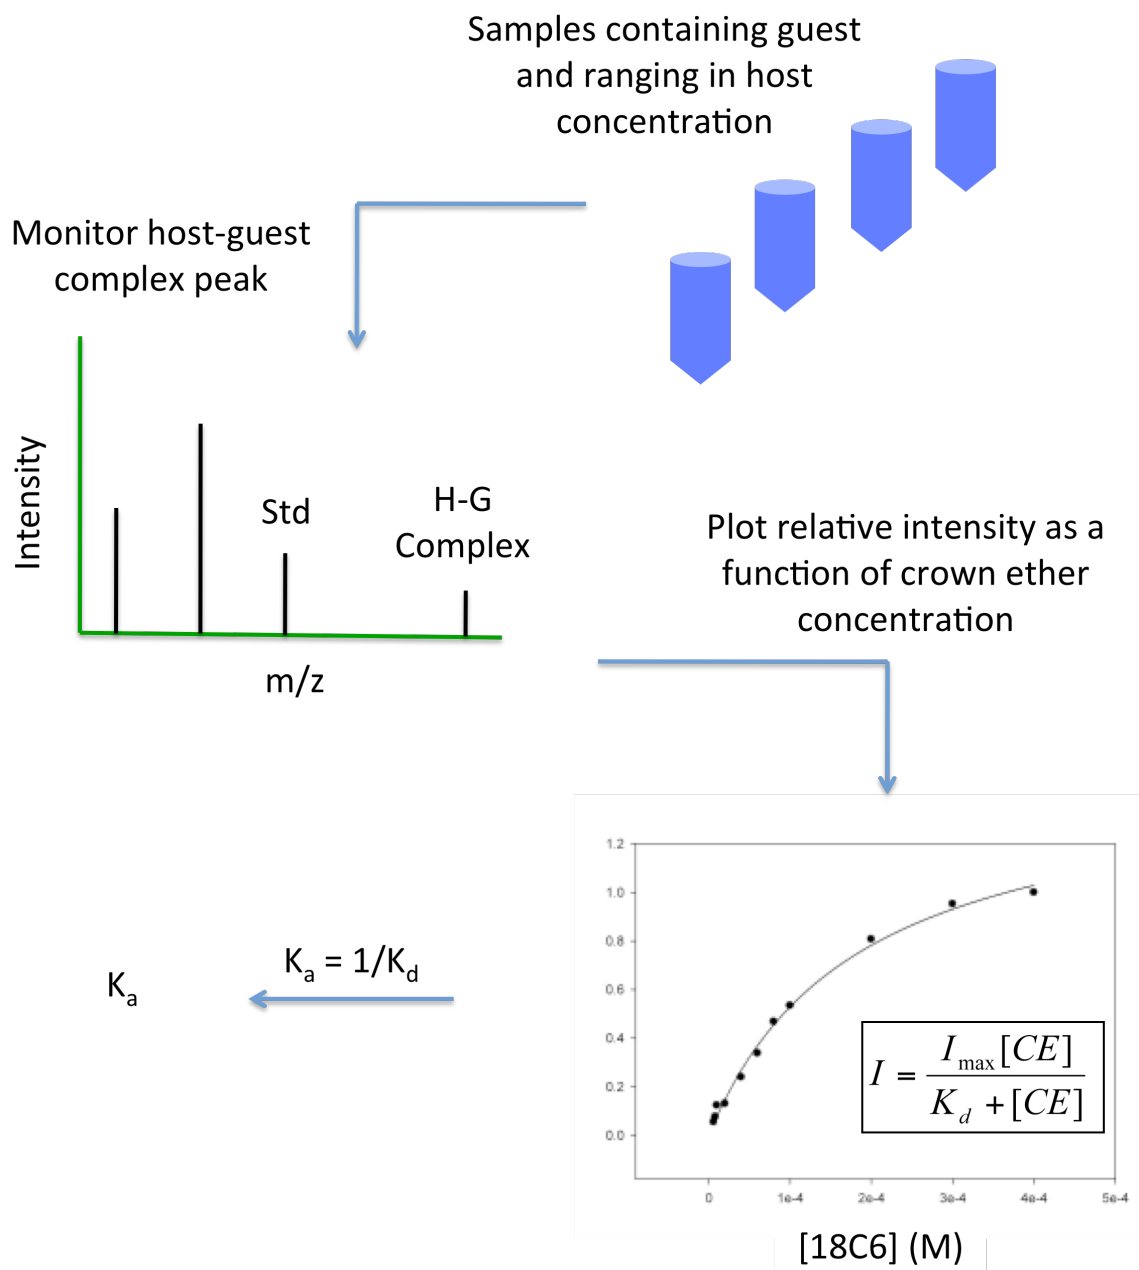 Samples containing guest
and ranging in host
concentration
Monitor host-guest
complex peak
Intensity
Std
H-G
Complex
m/z
Plot relative intensity as a
function of crown ether
concentration
1.2
1.0
0.8
0.6
0.4
0.2
0.0
I = I_max [CE] / K_d + [CE]
0 1e-4 2e-4 3e-4 4e-4 5e-4
[18C6] (M)
K_a = 1/K_d
K_a